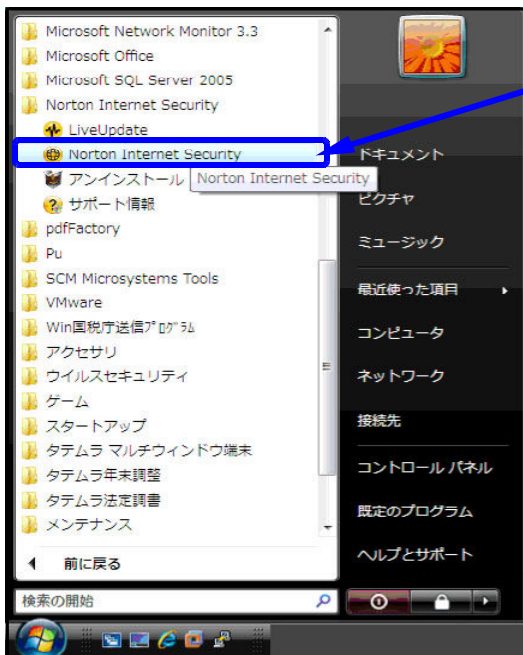 Microsoft Network Monitor 3.3
Microsoft Office
Microsoft SQL Server 2005
Norton Internet Security
LiveUpdate
Norton Internet Security
アンインストール
Norton Internet Security
サポート情報
pdfFactory
Pu
SCM Microsystems Tools
VMware
Win国税庁送信ﾌﾟﾛｸﾞﾗﾑ
アクセサリ
ウイルスセキュリティ
ゲーム
スタートアップ
タテムラ マルチウィンドウ端末
タテムラ年末調整
タテムラ法定調書
メンテナンス
前に戻る
検索の開始
ドキュメント
ピクチャ
ミュージック
最近使った項目
コンピュータ
ネットワーク
接続先
コントロール パネル
既定のプログラム
ヘルプとサポート